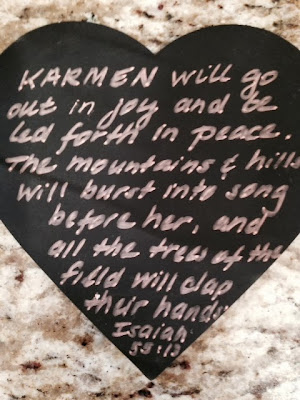 KARMEN will go
out in joy and be
led forth in peace.
The mountains & hills
will burst into song
before her, and
all the trees of the
field will clap
their hands
Isaiah
55:13